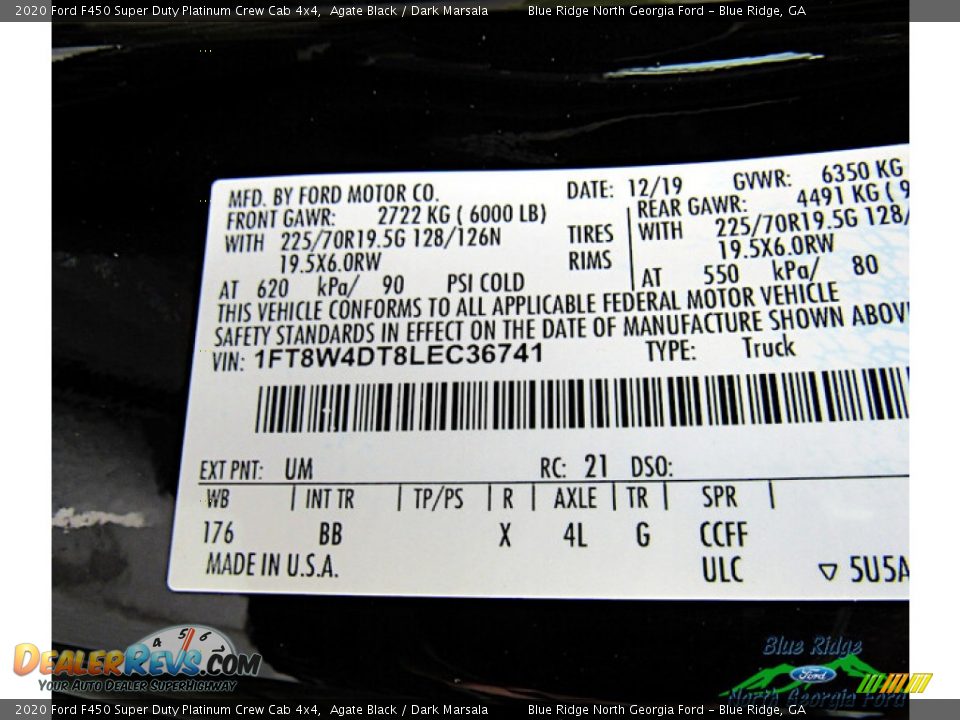 2020 Ford F450 Super Duty Platinum Crew Cab 4x4, Agate Black / Dark Marsala Blue Ridge North Georgia Ford - Blue Ridge, GA
MFD. BY FORD MOTOR CO. DATE: 12/19 GVWR: 6350 KG
FRONT GAWR: 2722 KG ( 6000 LB) REAR GAWR: 4491 KG ( 9
WITH 225/70R19.5G 128/126N TIRES WITH 225/70R19.5G 128/
19.5X6.0RW RIMS 19.5X6.0RW
AT 620 kPa/ 90 PSI COLD AT 550 kPa/ 80
THIS VEHICLE CONFORMS TO ALL APPLICABLE FEDERAL MOTOR VEHICLE
SAFETY STANDARDS IN EFFECT ON THE DATE OF MANUFACTURE SHOWN ABOV
VIN: 1FT8W4DT8LEC36741 TYPE: Truck
EXT PNT: UM RC: 21 DSO:
WB INT TR TP/PS R AXLE TR SPR
176 BB X 4L G CCFF
MADE IN U.S.A. ULC ▽ 5U5A
DealerRevs.com
Your Auto Dealer SuperHighway
4 5 6
Blue Ridge
Ford
North Georgia Ford
2020 Ford F450 Super Duty Platinum Crew Cab 4x4, Agate Black / Dark Marsala Blue Ridge North Georgia Ford - Blue Ridge, GA